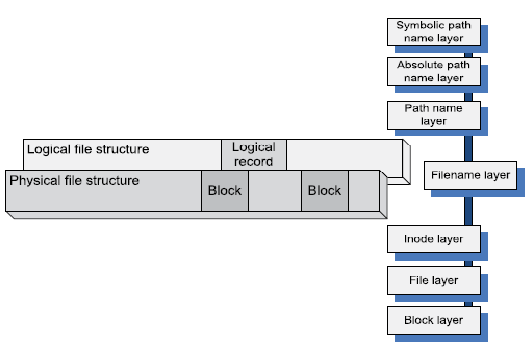 Symbolic path
name layer
Absolute path
name layer
Path name
layer
Logical file structure
Logical
record
Physical file structure
Block
Block
Filename layer
Inode layer
File layer
Block layer